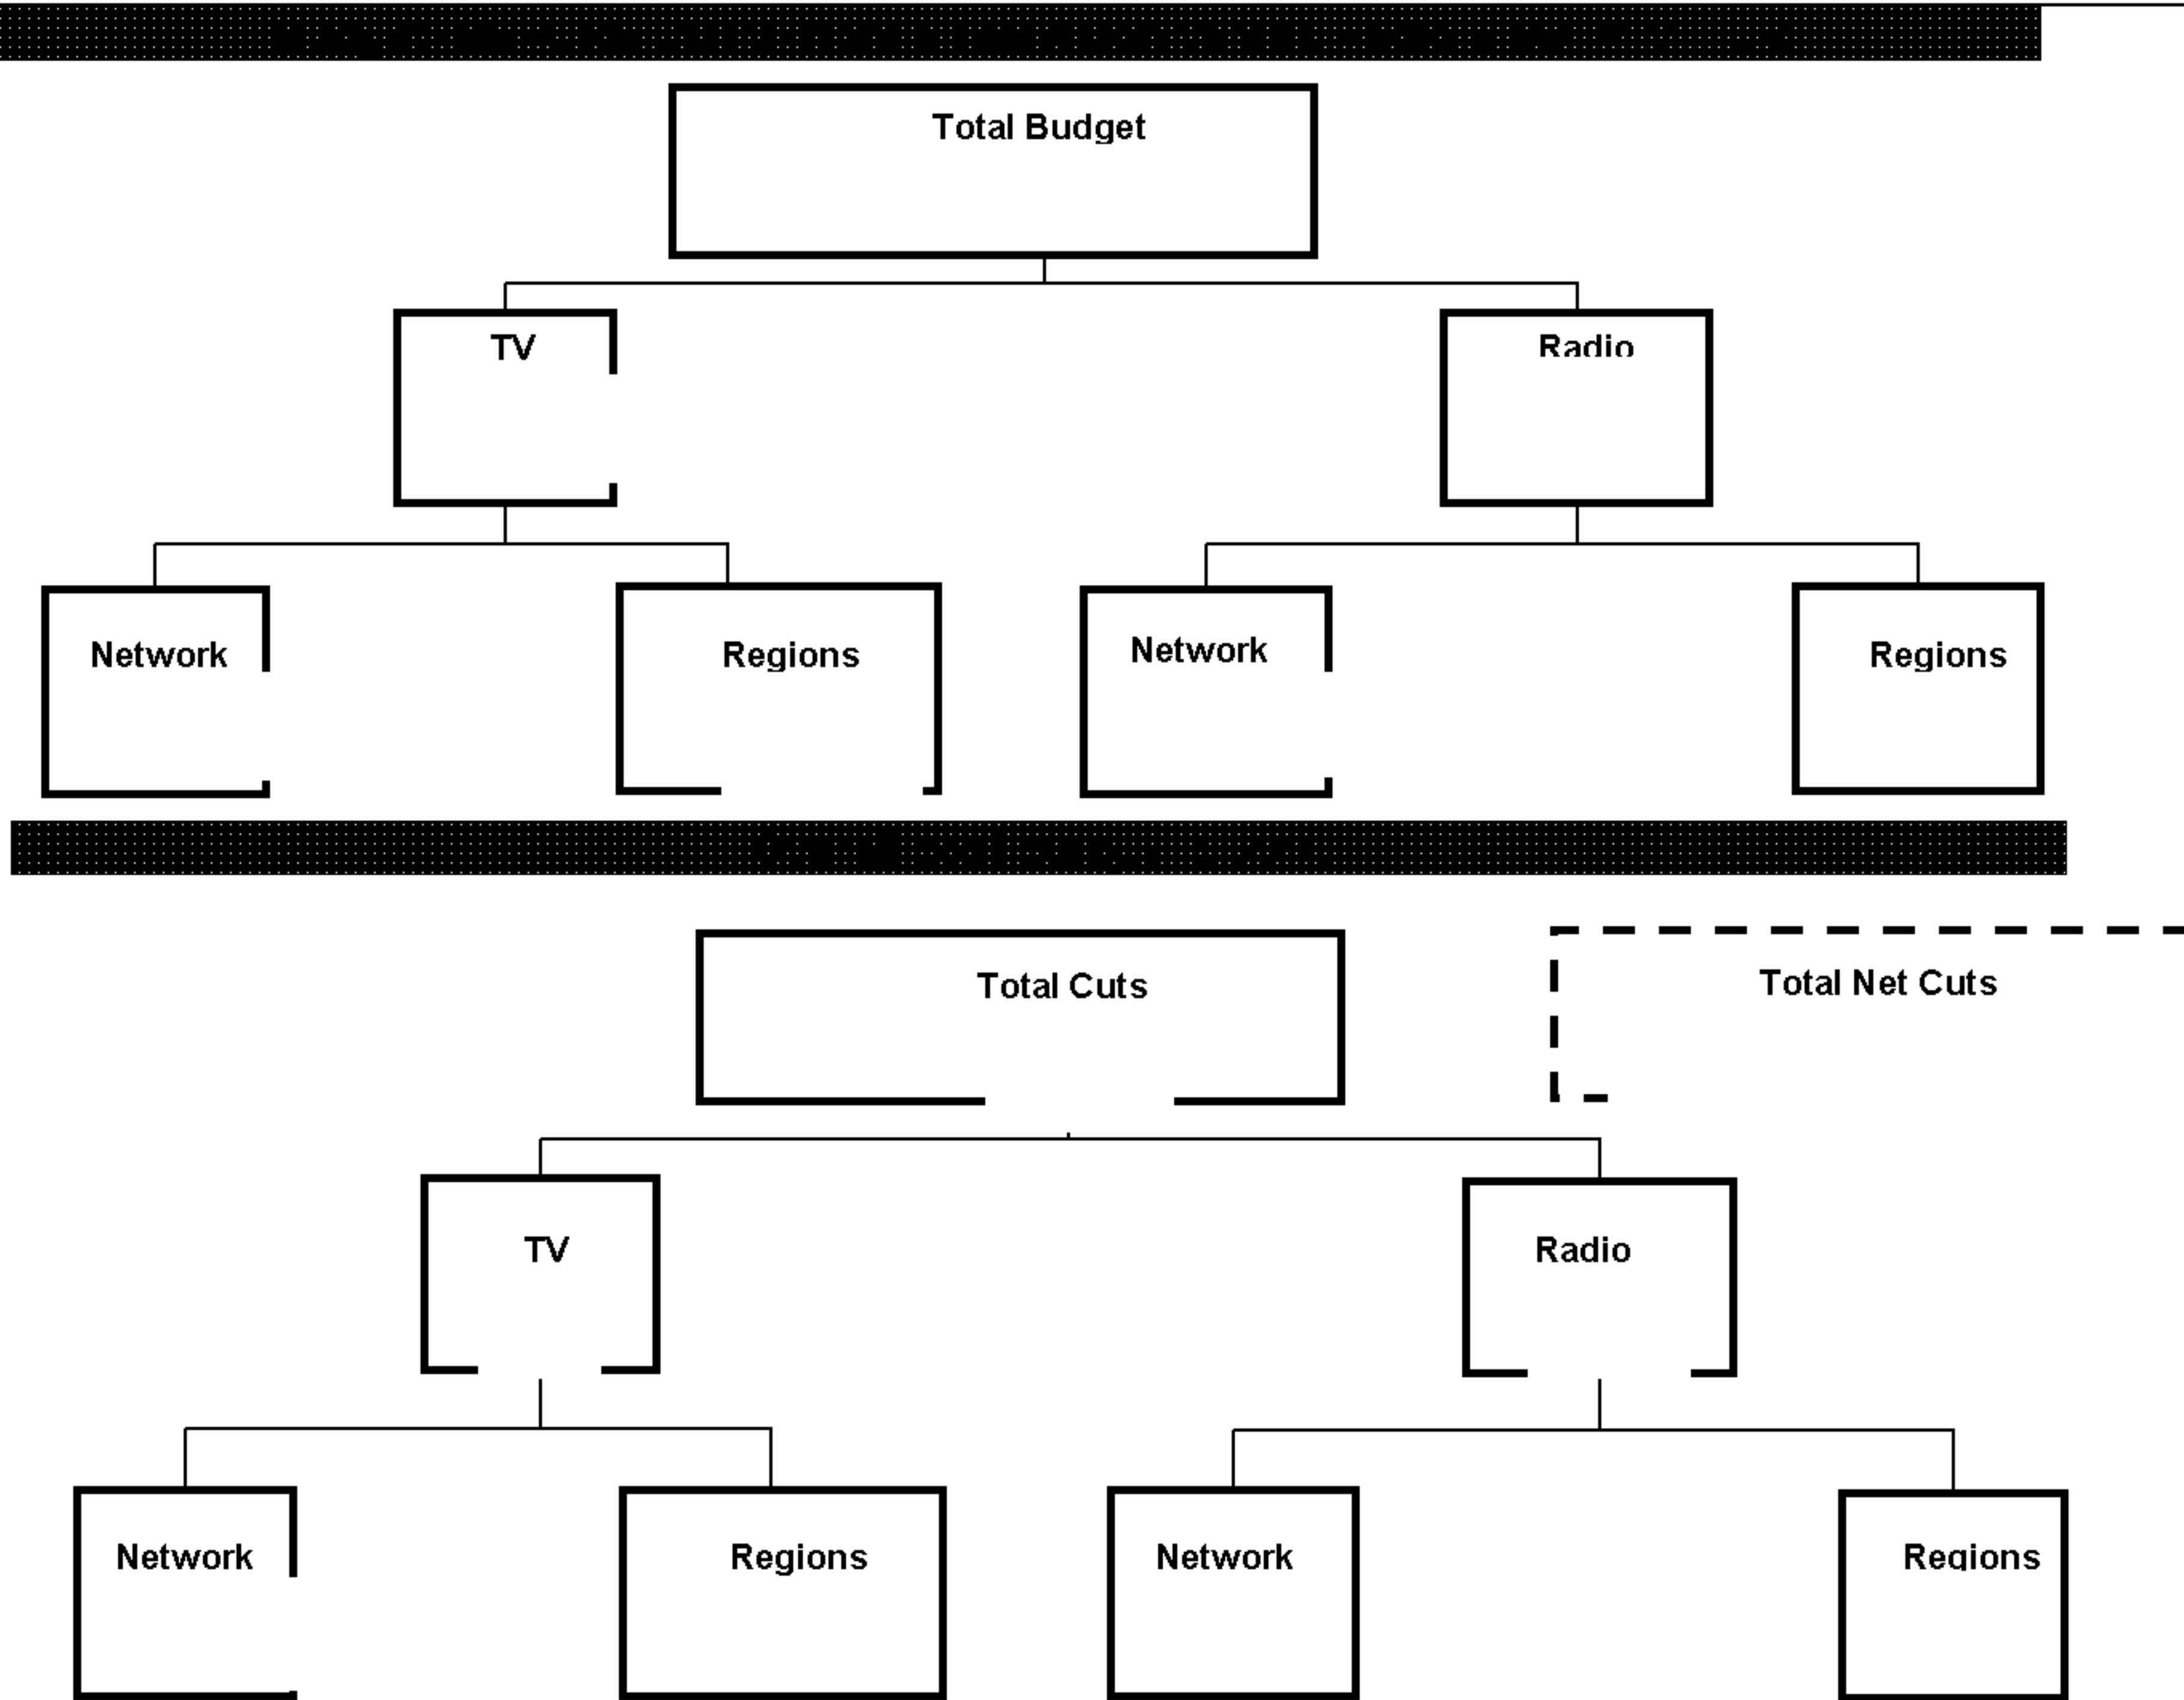 Total Budget
TV
Radio
Network
Regions
Network
Regions
Total Cuts
Total Net Cuts
TV
Radio
Network
Regions
Network
Regions